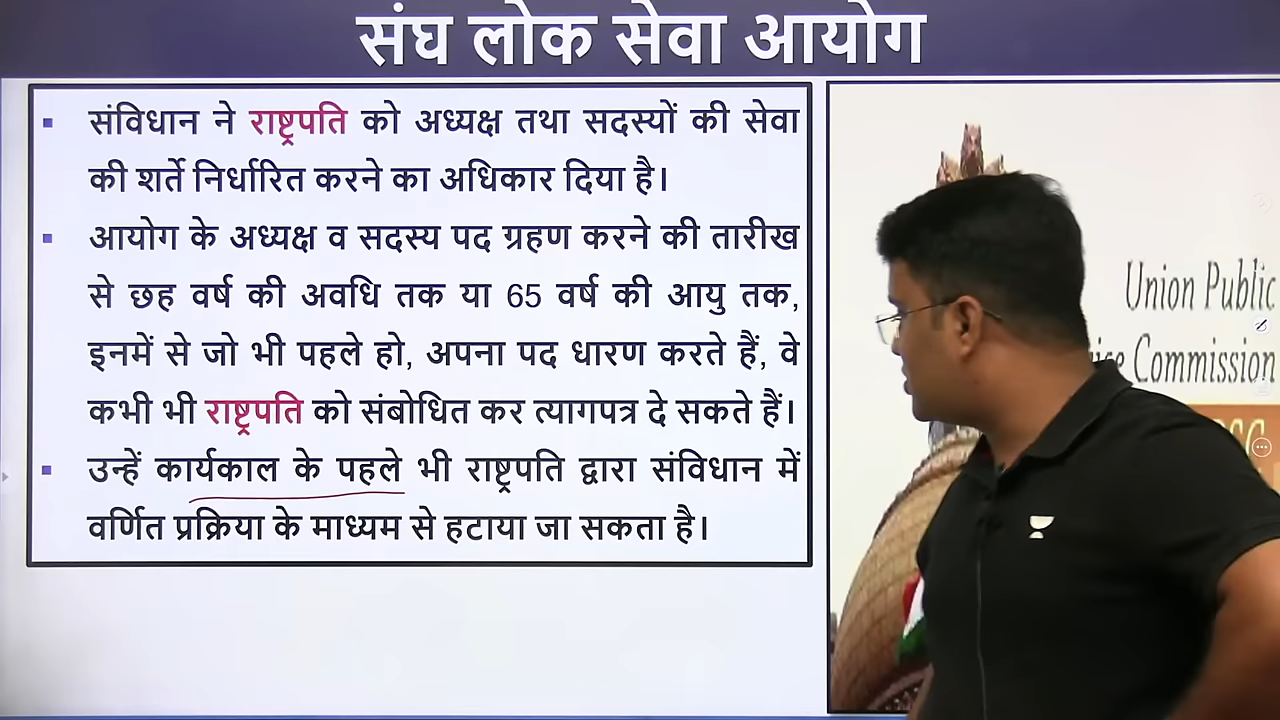 संघ लोक सेवा आयोग
▪ संविधान ने राष्ट्रपति को अध्यक्ष तथा सदस्यों की सेवा
की शर्ते निर्धारित करने का अधिकार दिया है।
▪ आयोग के अध्यक्ष व सदस्य पद ग्रहण करने की तारीख
से छह वर्ष की अवधि तक या 65 वर्ष की आयु तक,
इनमें से जो भी पहले हो, अपना पद धारण करते हैं, वे
कभी भी राष्ट्रपति को संबोधित कर त्यागपत्र दे सकते हैं।
▪ उन्हें कार्यकाल के पहले भी राष्ट्रपति द्वारा संविधान में
वर्णित प्रक्रिया के माध्यम से हटाया जा सकता है।
Union Public
Commission